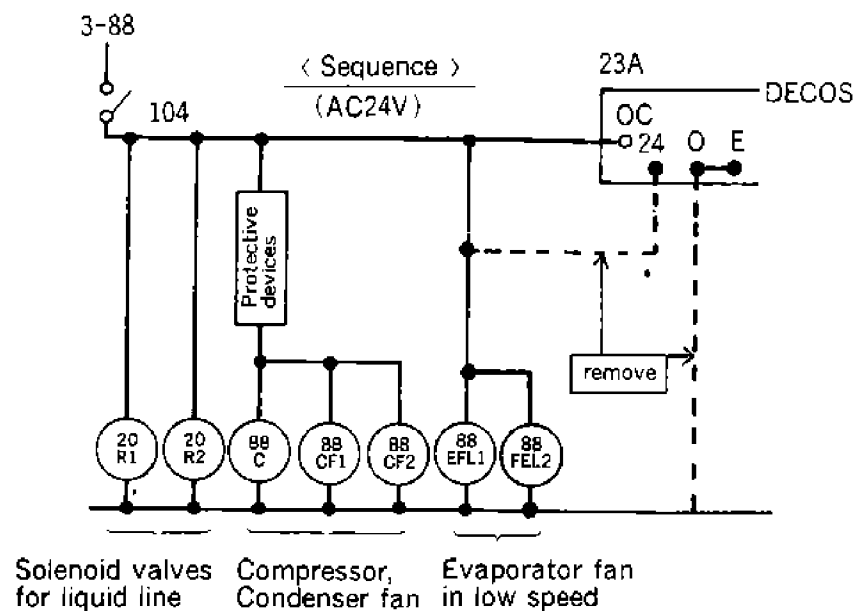 3-88
〈 Sequence 〉
(AC24V)
23A
DECOS
104
OC
24 O E
Protective
devices
remove
20
R1
20
R2
88
C
88
CF1
88
CF2
88
EFL1
88
FEL2
Solenoid valves
for liquid line
Compressor,
Condenser fan
Evaporator fan
in low speed